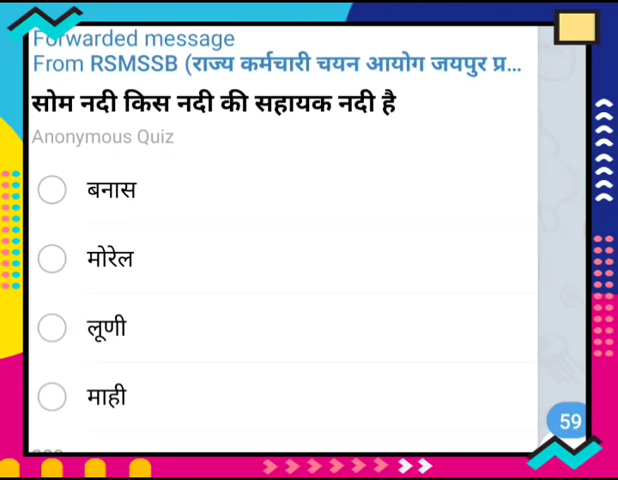 Forwarded message
From RSMSSB (राज्य कर्मचारी चयन आयोग जयपुर प्र...
सोम नदी किस नदी की सहायक नदी है
Anonymous Quiz
बनास
मोरेल
लूणी
माही
59